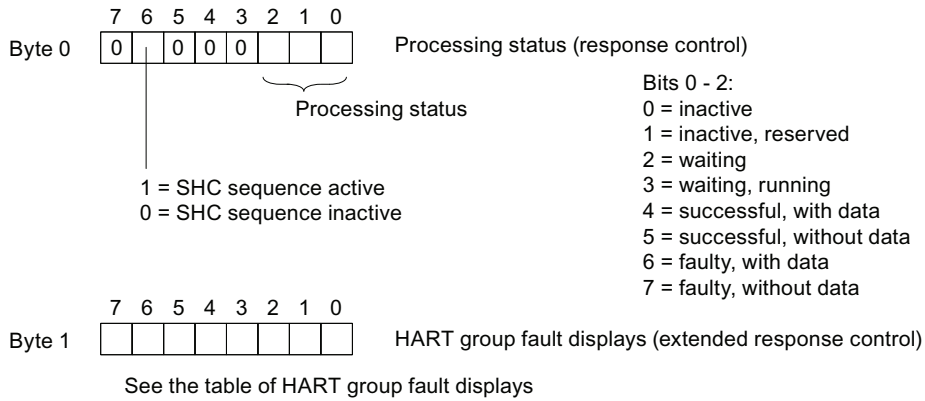 7 6 5 4 3 2 1 0
Byte 0 0 0 0 0 Processing status (response control)
Processing status
Bits 0 - 2:
0 = inactive
1 = inactive, reserved
2 = waiting
3 = waiting, running
4 = successful, with data
5 = successful, without data
6 = faulty, with data
7 = faulty, without data
1 = SHC sequence active
0 = SHC sequence inactive
7 6 5 4 3 2 1 0
Byte 1 HART group fault displays (extended response control)
See the table of HART group fault displays